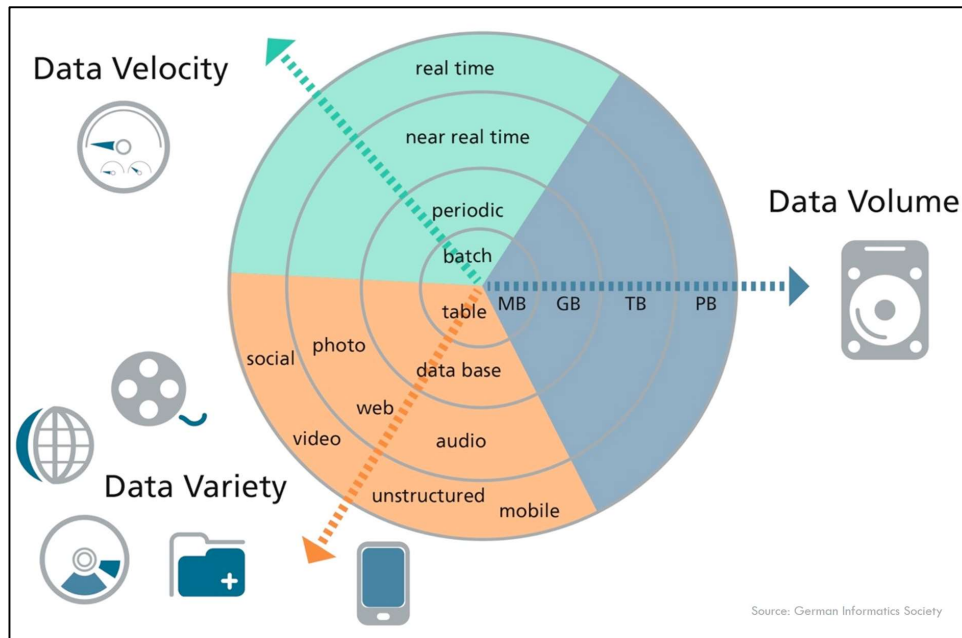 Data Velocity
real time
near real time
periodic
batch
Data Volume
MB GB TB PB
table
data base
photo
social
web
audio
video
unstructured
mobile
Data Variety
Source: German Informatics Society